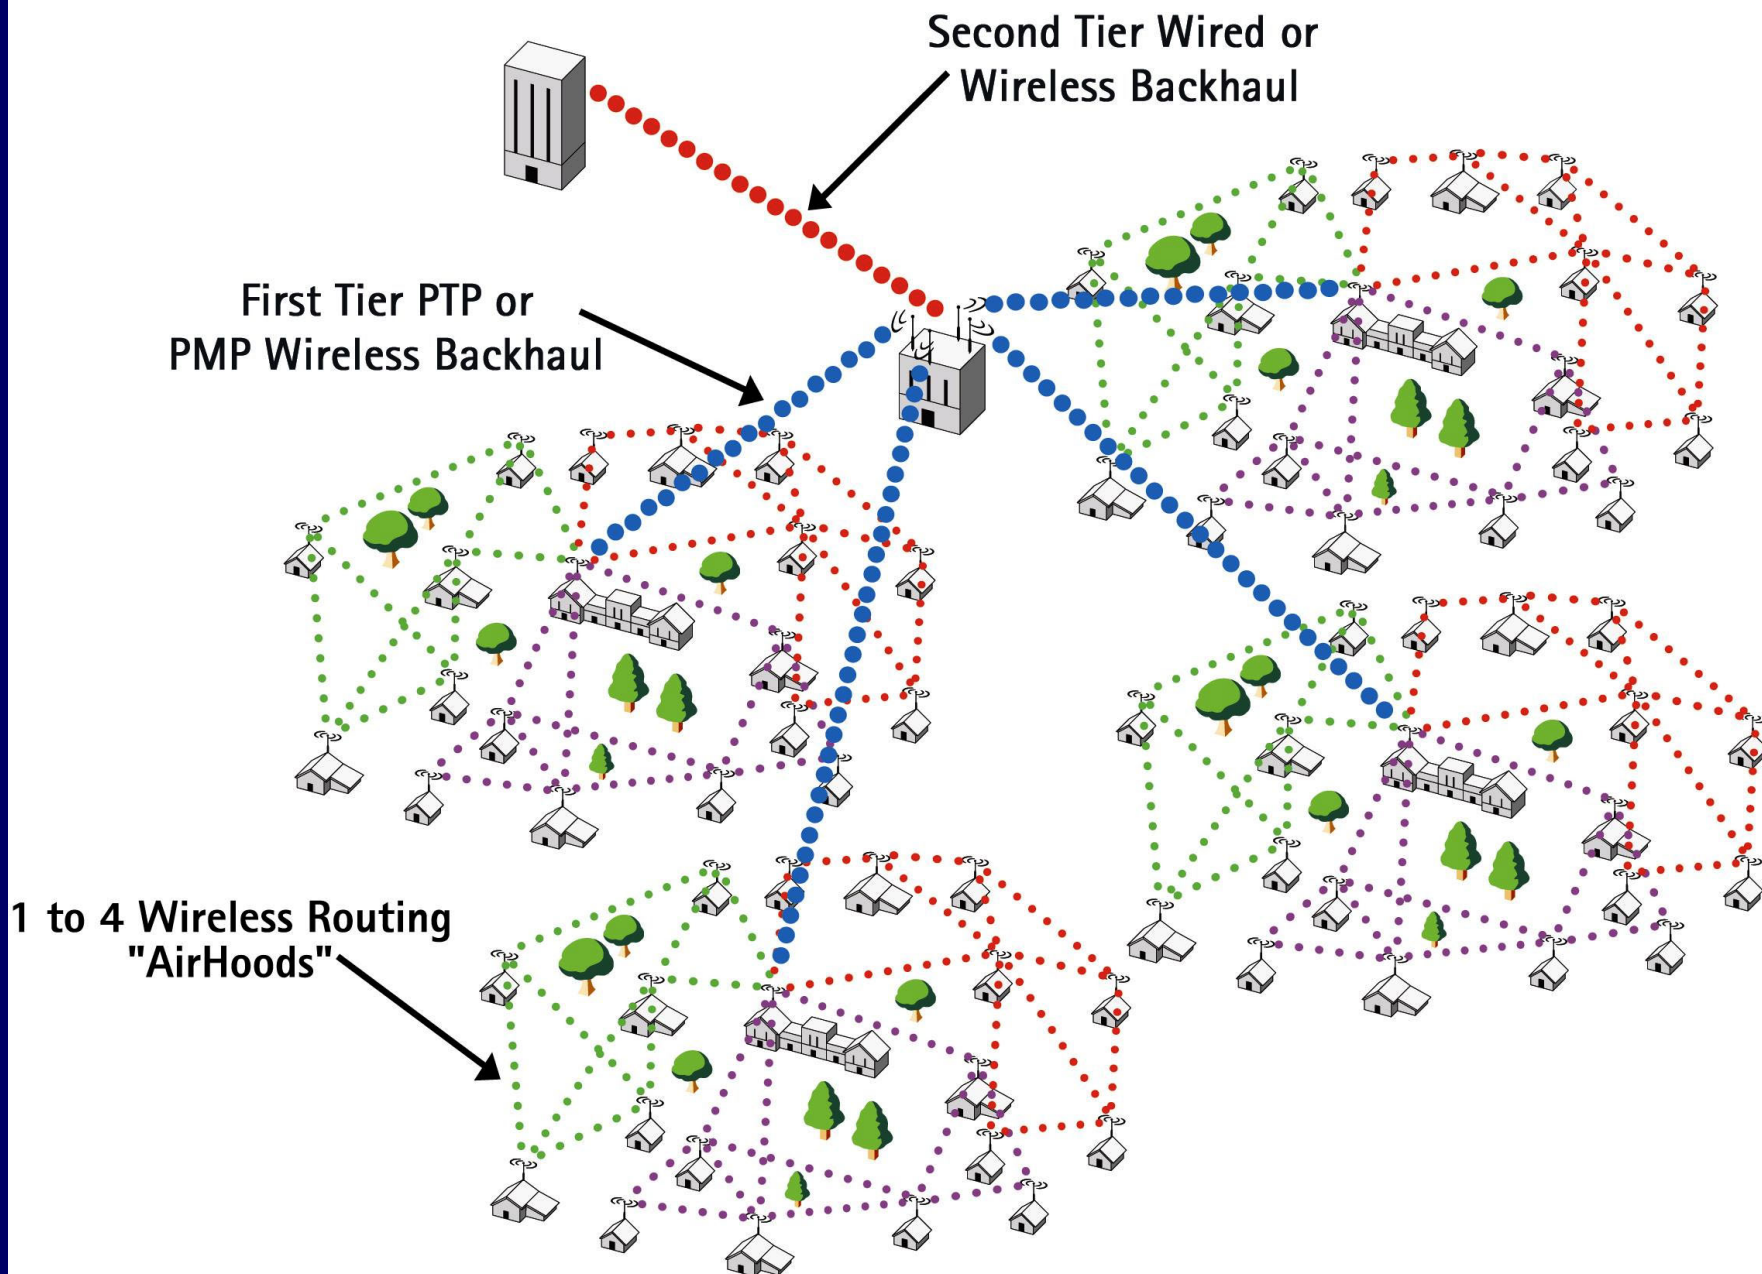 Second Tier Wired or
Wireless Backhaul
First Tier PTP or
PMP Wireless Backhaul
1 to 4 Wireless Routing
"AirHoods"